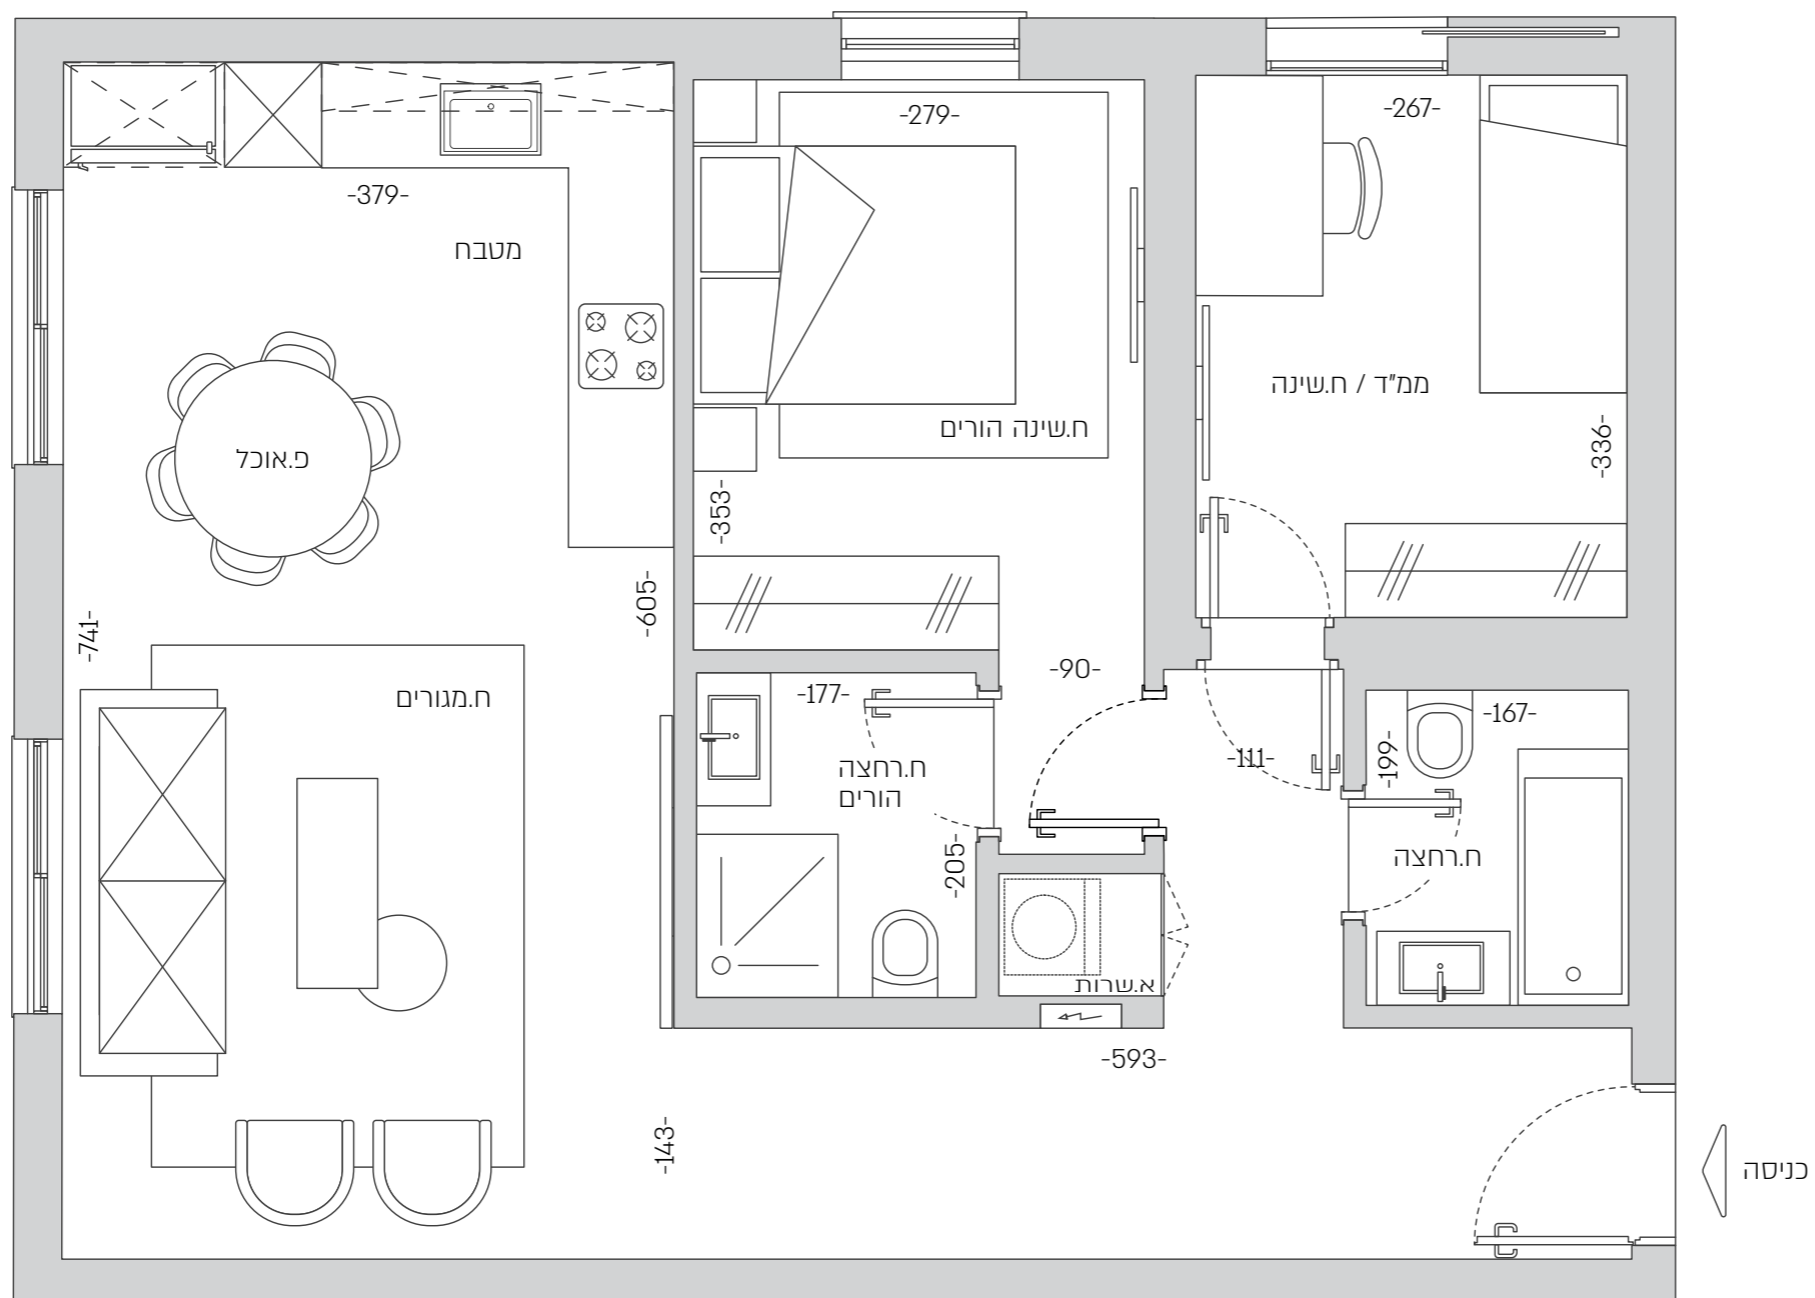 -279-
-267-
-379-
מטבח
ממ"ד / ח.שינה
ח.שינה הורים
-336-
פ.אוכל
-353-
-605-
-741-
-90-
ח.מגורים
-177-
-167-
-111-
-199-
ח.רחצה
הורים
-205-
ח.רחצה
א.שרות
-593-
-143-
כניסה